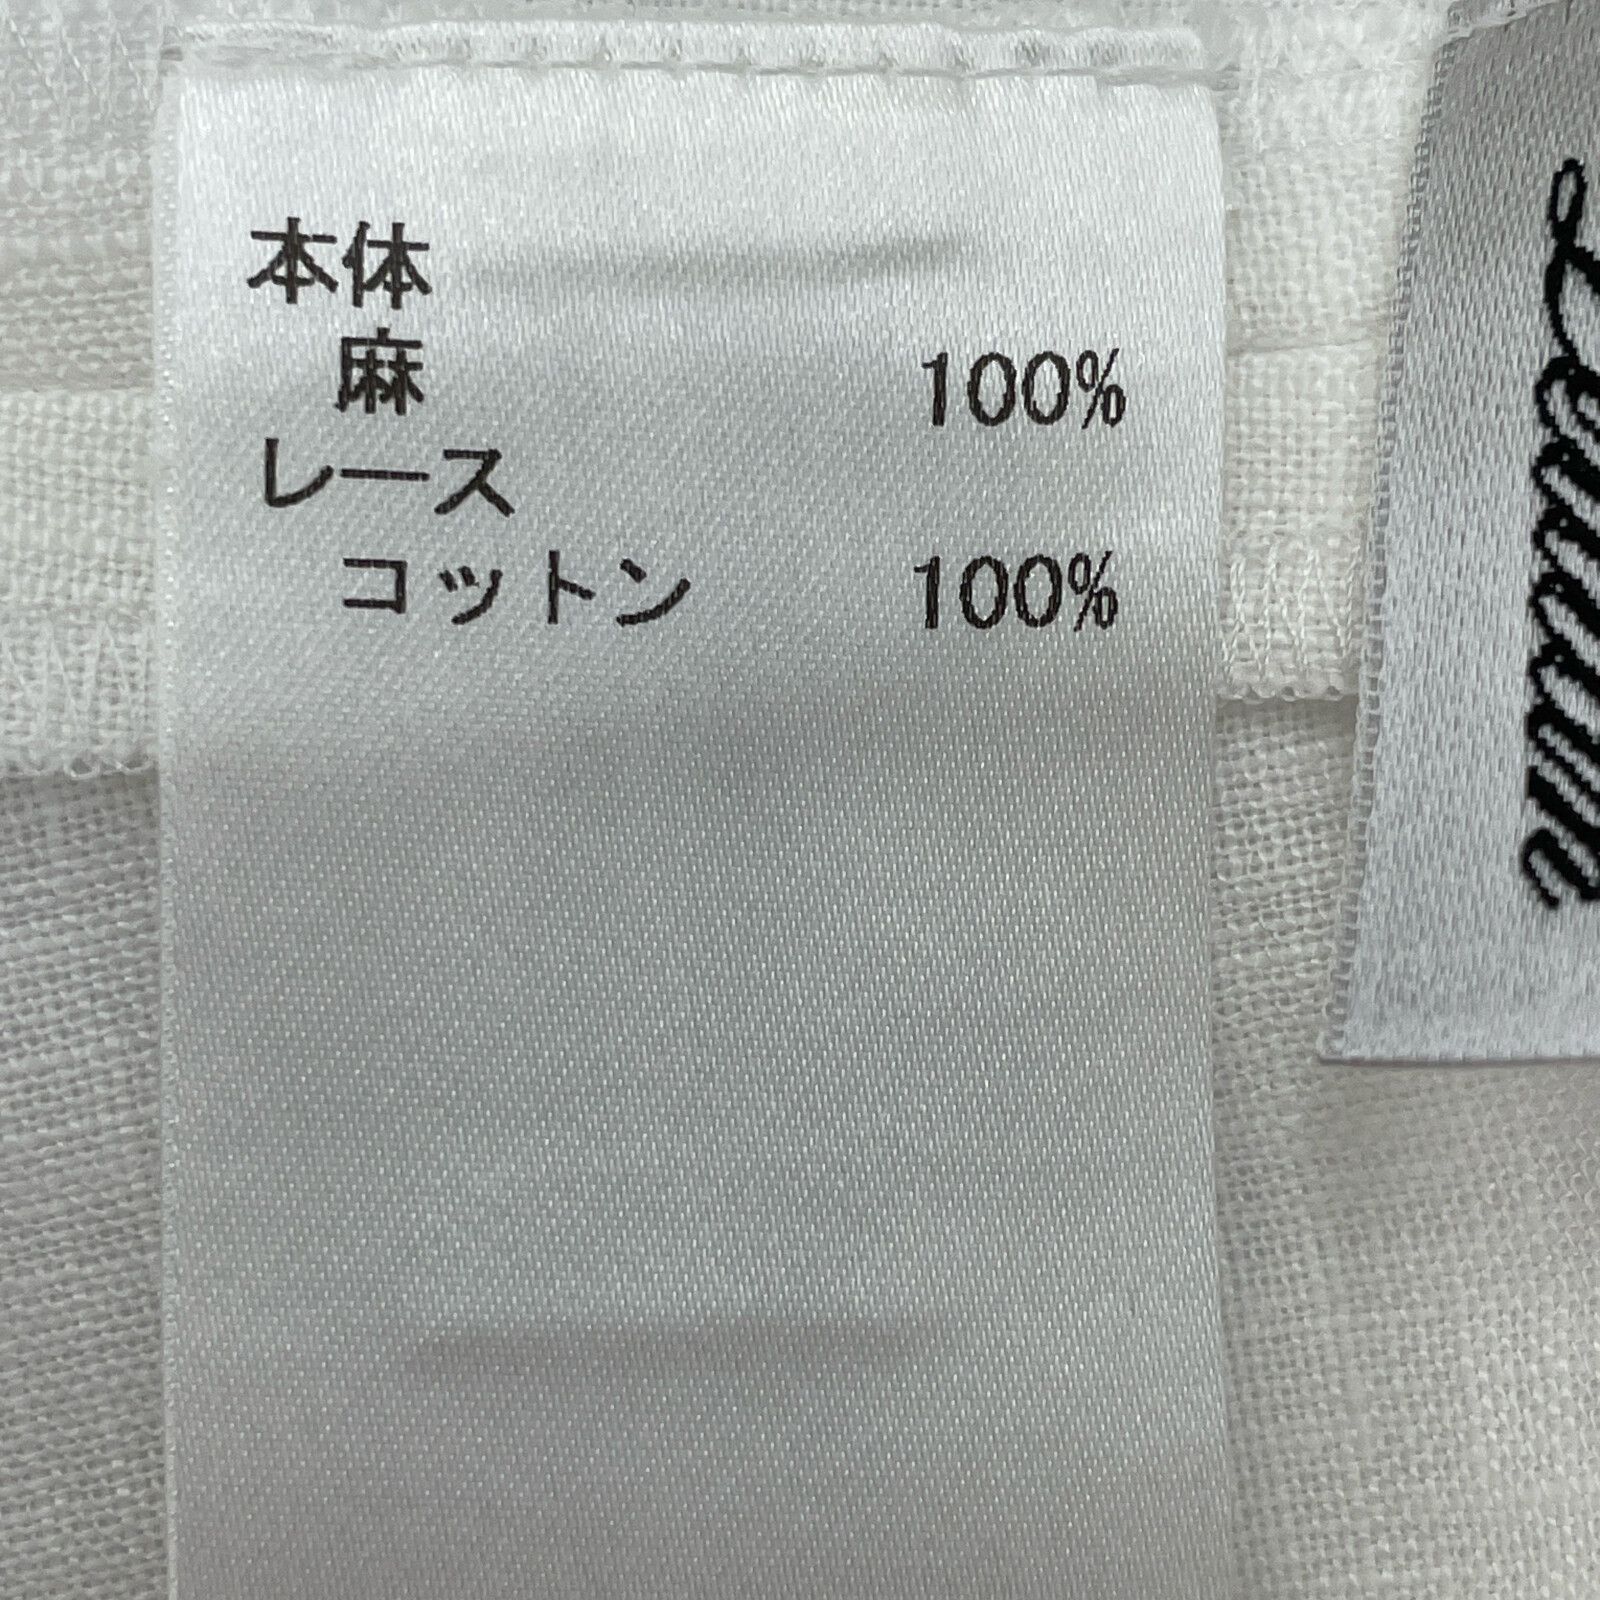 本体
麻 100%
レース
コットン 100%